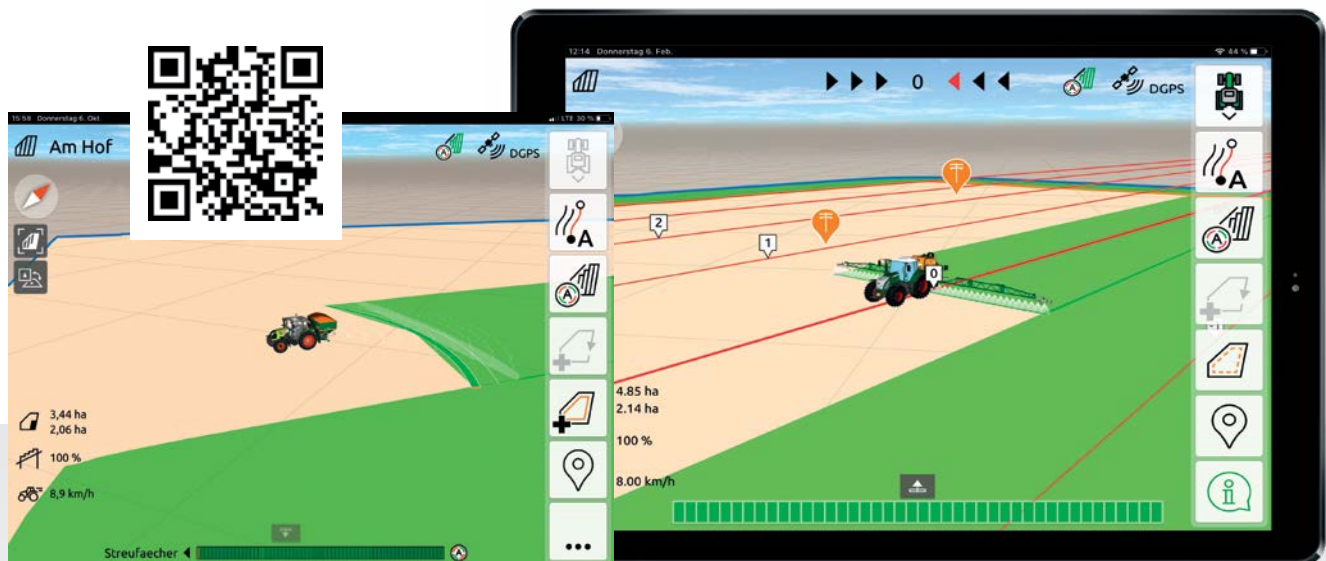 15:58 Donnerstag 6. Okt.
LTE 30 %
Am Hof
DGPS
A
A
3,44 ha
2,06 ha
100 %
8,9 km/h
Streufaecher
A
12:14 Donnerstag 6. Feb.
44 %
0
DGPS
A
A
2
1
0
4.85 ha
2.14 ha
100 %
8.00 km/h